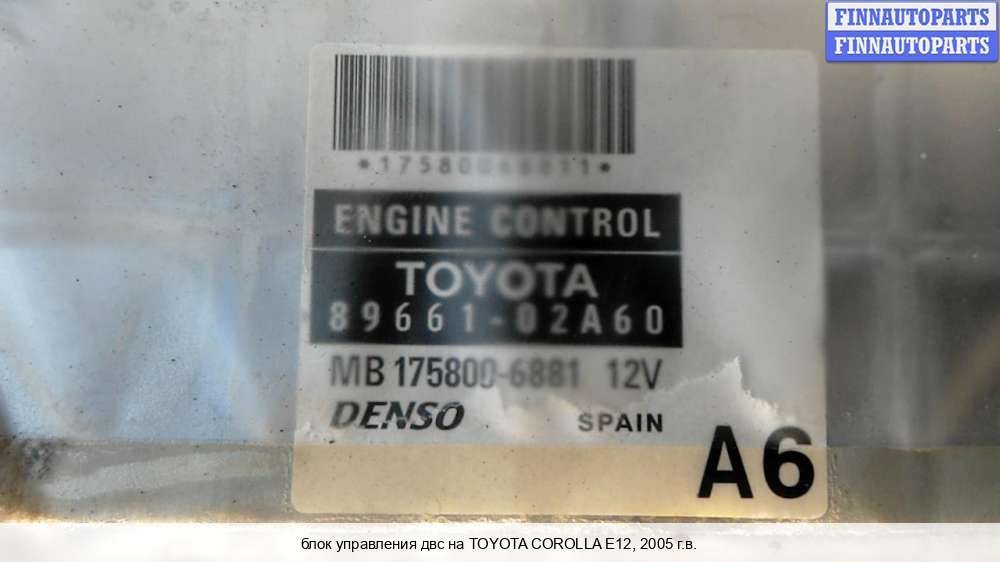 FINNAUTOPARTS
FINNAUTOPARTS
ENGINE CONTROL
TOYOTA
89661-02A60
MB 175800-6881 12V
DENSO SPAIN
A6
блок управления двс на TOYOTA COROLLA E12, 2005 г.в.